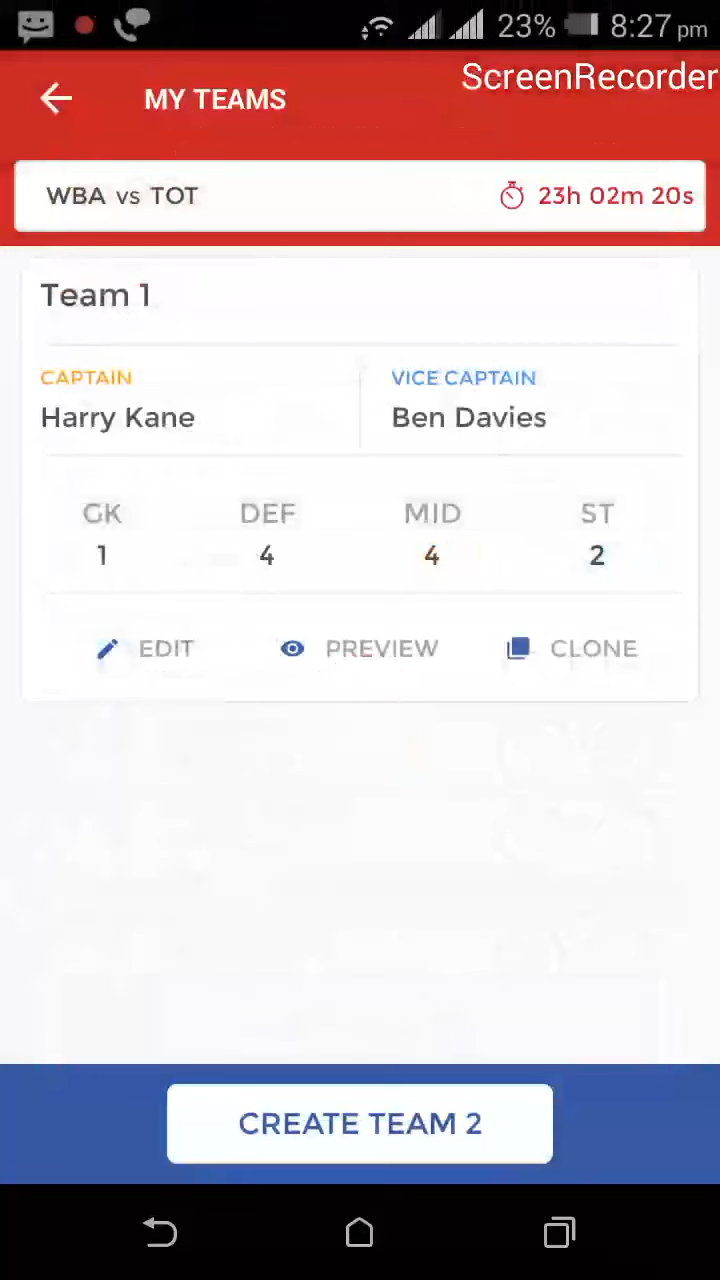 23% 8:27 pm
ScreenRecorder
MY TEAMS
WBA vs TOT 23h 02m 20s
Team 1
CAPTAIN VICE CAPTAIN
Harry Kane Ben Davies
GK DEF MID ST
1 4 4 2
EDIT PREVIEW CLONE
CREATE TEAM 2